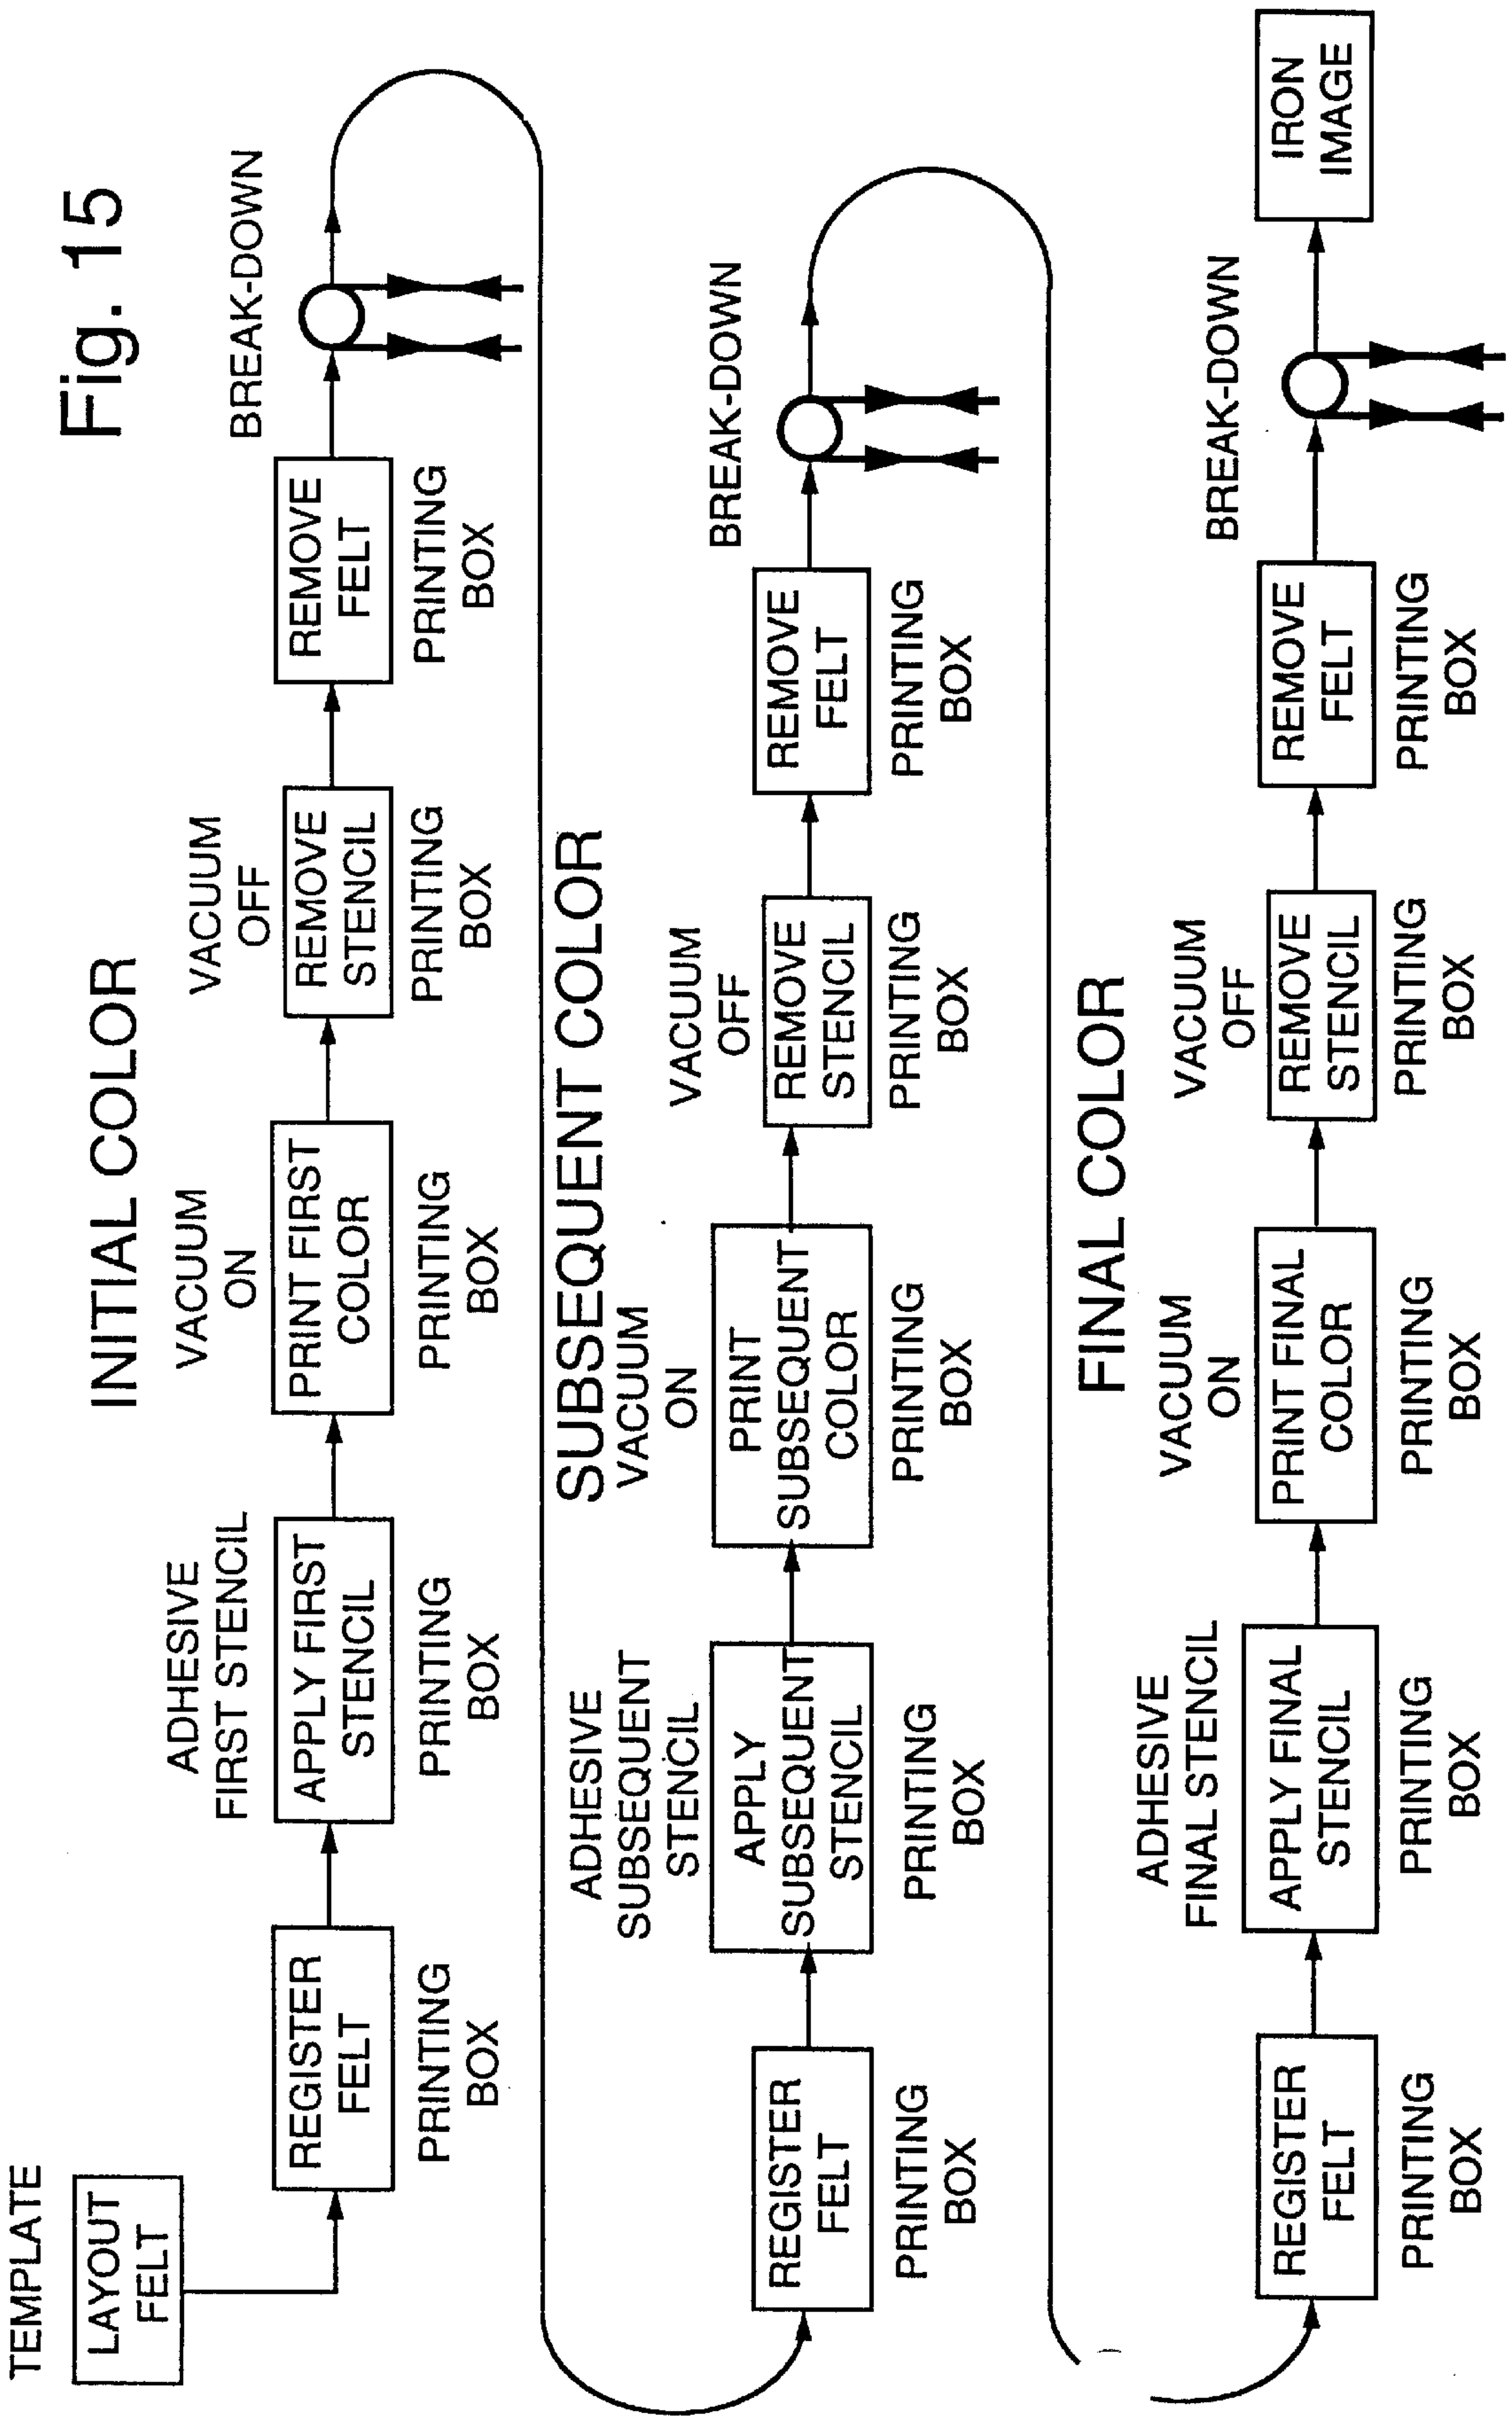 Fig. 15
INITIAL COLOR
TEMPLATE
LAYOUT
FELT
REGISTER
FELT
PRINTING
BOX
ADHESIVE
FIRST STENCIL
APPLY FIRST
STENCIL
PRINTING
BOX
VACUUM
ON
PRINT FIRST
COLOR
PRINTING
BOX
VACUUM
OFF
REMOVE
STENCIL
PRINTING
BOX
REMOVE
FELT
PRINTING
BOX
BREAK-DOWN
SUBSEQUENT COLOR
REGISTER
FELT
PRINTING
BOX
ADHESIVE
SUBSEQUENT
STENCIL
APPLY
SUBSEQUENT
STENCIL
PRINTING
BOX
VACUUM
ON
PRINT
SUBSEQUENT
COLOR
PRINTING
BOX
VACUUM
OFF
REMOVE
STENCIL
PRINTING
BOX
REMOVE
FELT
PRINTING
BOX
BREAK-DOWN
FINAL COLOR
REGISTER
FELT
PRINTING
BOX
ADHESIVE
FINAL STENCIL
APPLY FINAL
STENCIL
PRINTING
BOX
VACUUM
ON
PRINT FINAL
COLOR
PRINTING
BOX
VACUUM
OFF
REMOVE
STENCIL
PRINTING
BOX
REMOVE
FELT
PRINTING
BOX
BREAK-DOWN
IRON
IMAGE